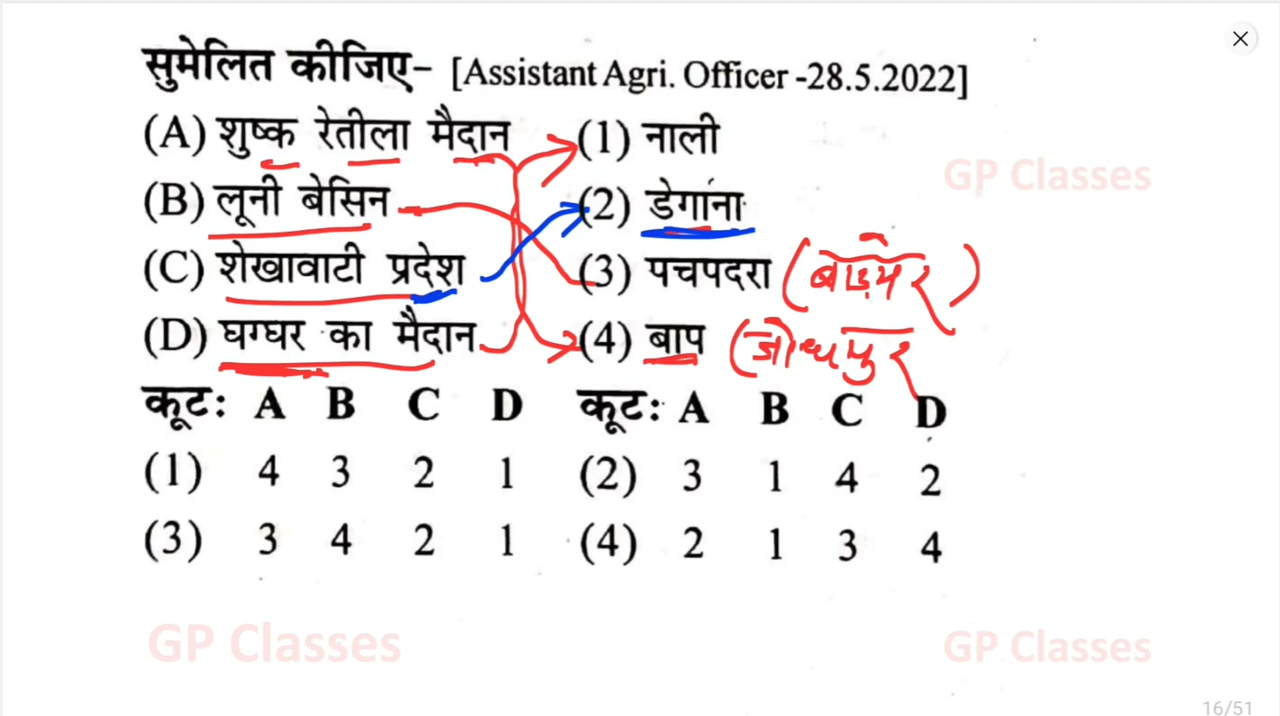 सुमेलित कीजिए– [Assistant Agri. Officer -28.5.2022]
(A) शुष्क रेतीला मैदान (1) नाली
GP Classes
(B) लूनी बेसिन (2) डेगाना
(C) शेखावाटी प्रदेश (3) पचपदरा (बाड़मेर)
(D) घग्घर का मैदान (4) बाप (जोधपुर
कूटः A B C D कूटः A B C D
(1) 4 3 2 1 (2) 3 1 4 2
(3) 3 4 2 1 (4) 2 1 3 4
GP Classes GP Classes
16/51